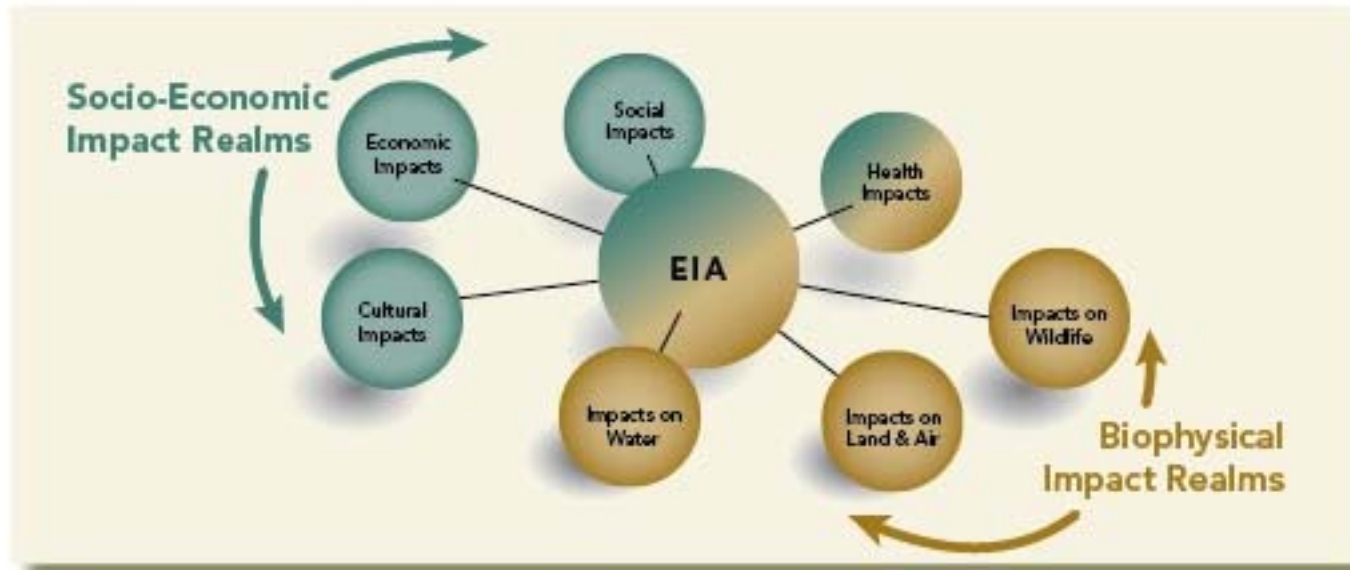 Socio-Economic
Impact Realms
Economic
Impacts
Social
Impacts
Health
Impacts
Cultural
Impacts
EIA
Impacts on
Wildlife
Impacts on
Water
Impacts on
Land & Air
Biophysical
Impact Realms